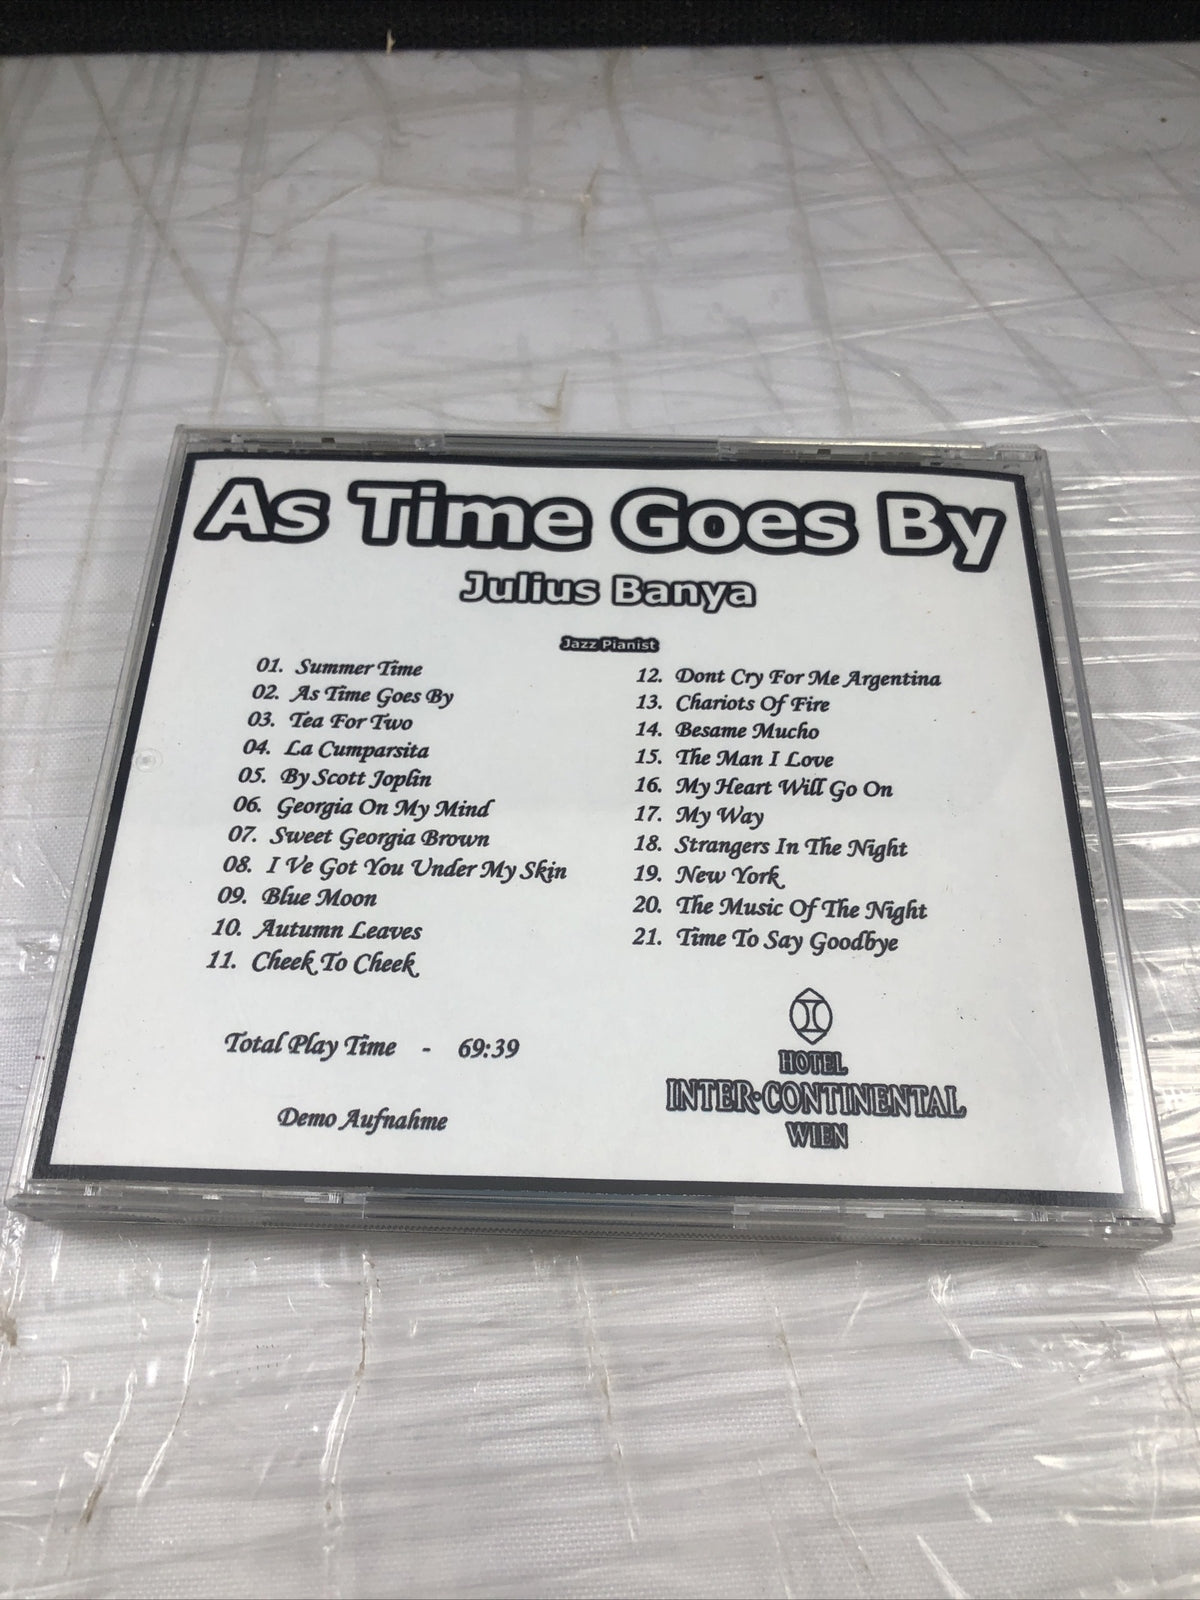 As Time Goes By
Julius Banya
Jazz Pianist
01. Summer Time
02. As Time Goes By
03. Tea For Two
04. La Cumparsita
05. By Scott Joplin
06. Georgia On My Mind
07. Sweet Georgia Brown
08. I Ve Got You Under My Skin
09. Blue Moon
10. Autumn Leaves
11. Cheek To Cheek
12. Dont Cry For Me Argentina
13. Chariots Of Fire
14. Besame Mucho
15. The Man I Love
16. My Heart Will Go On
17. My Way
18. Strangers In The Night
19. New York
20. The Music Of The Night
21. Time To Say Goodbye
Total Play Time - 69:39
Demo Aufnahme
HOTEL
INTER·CONTINENTAL
WIEN